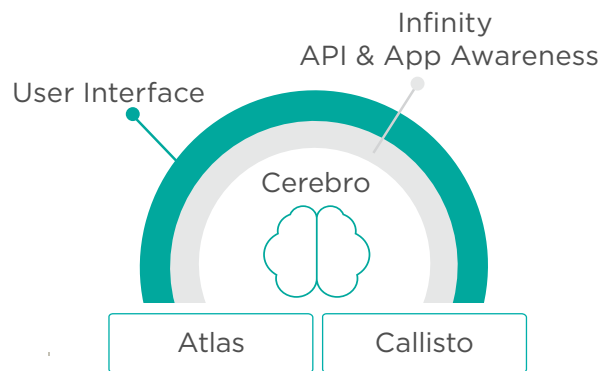 Infinity
API & App Awareness
User Interface
Cerebro
Atlas
Callisto